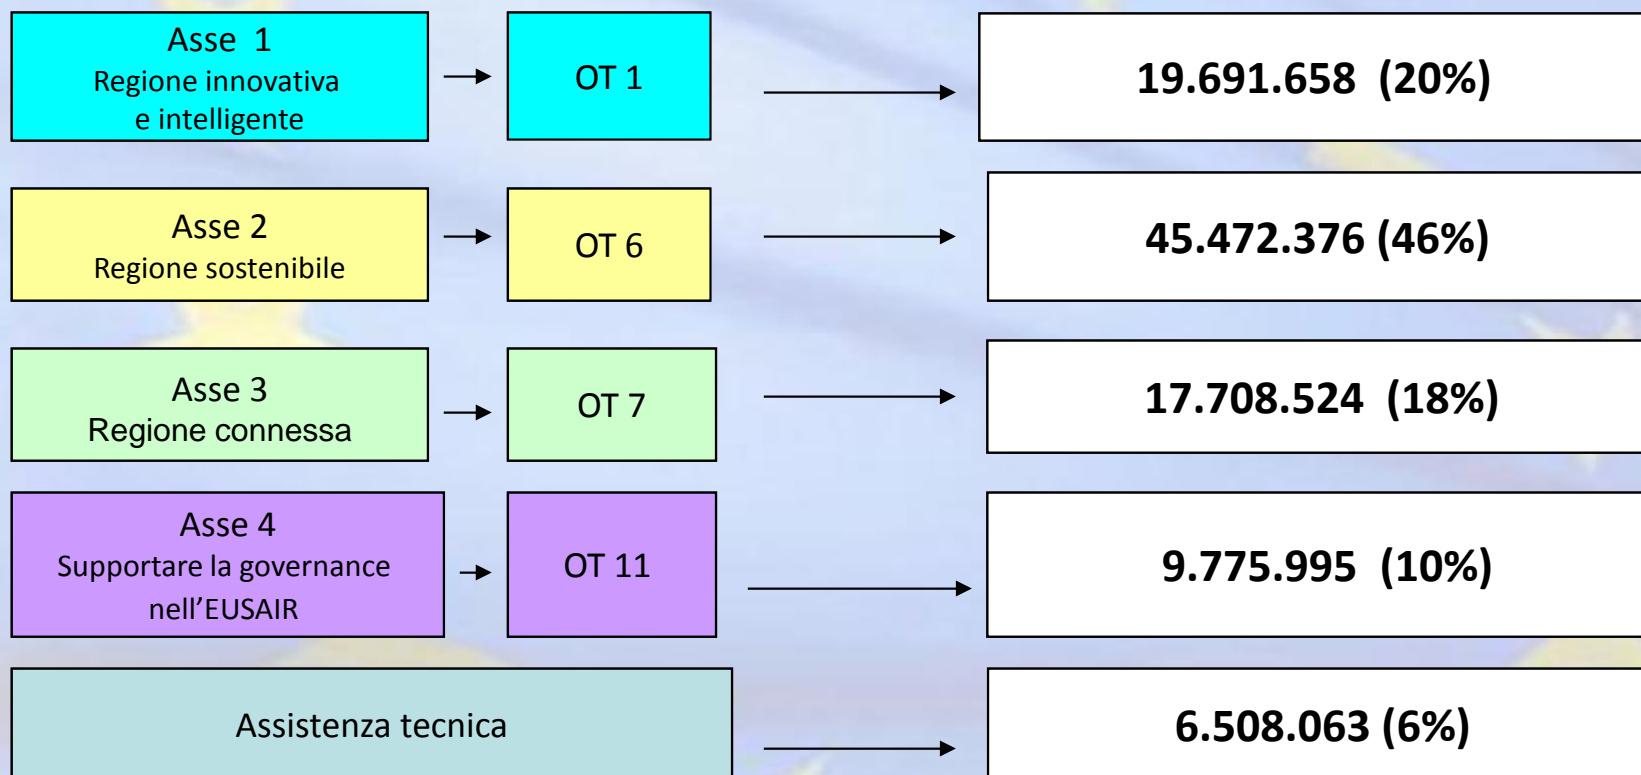 Asse 1
Regione innovativa
e intelligente
OT 1
19.691.658 (20%)
Asse 2
Regione sostenibile
OT 6
45.472.376 (46%)
Asse 3
Regione connessa
OT 7
17.708.524 (18%)
Asse 4
Supportare la governance
nell’EUSAIR
OT 11
9.775.995 (10%)
Assistenza tecnica
6.508.063 (6%)